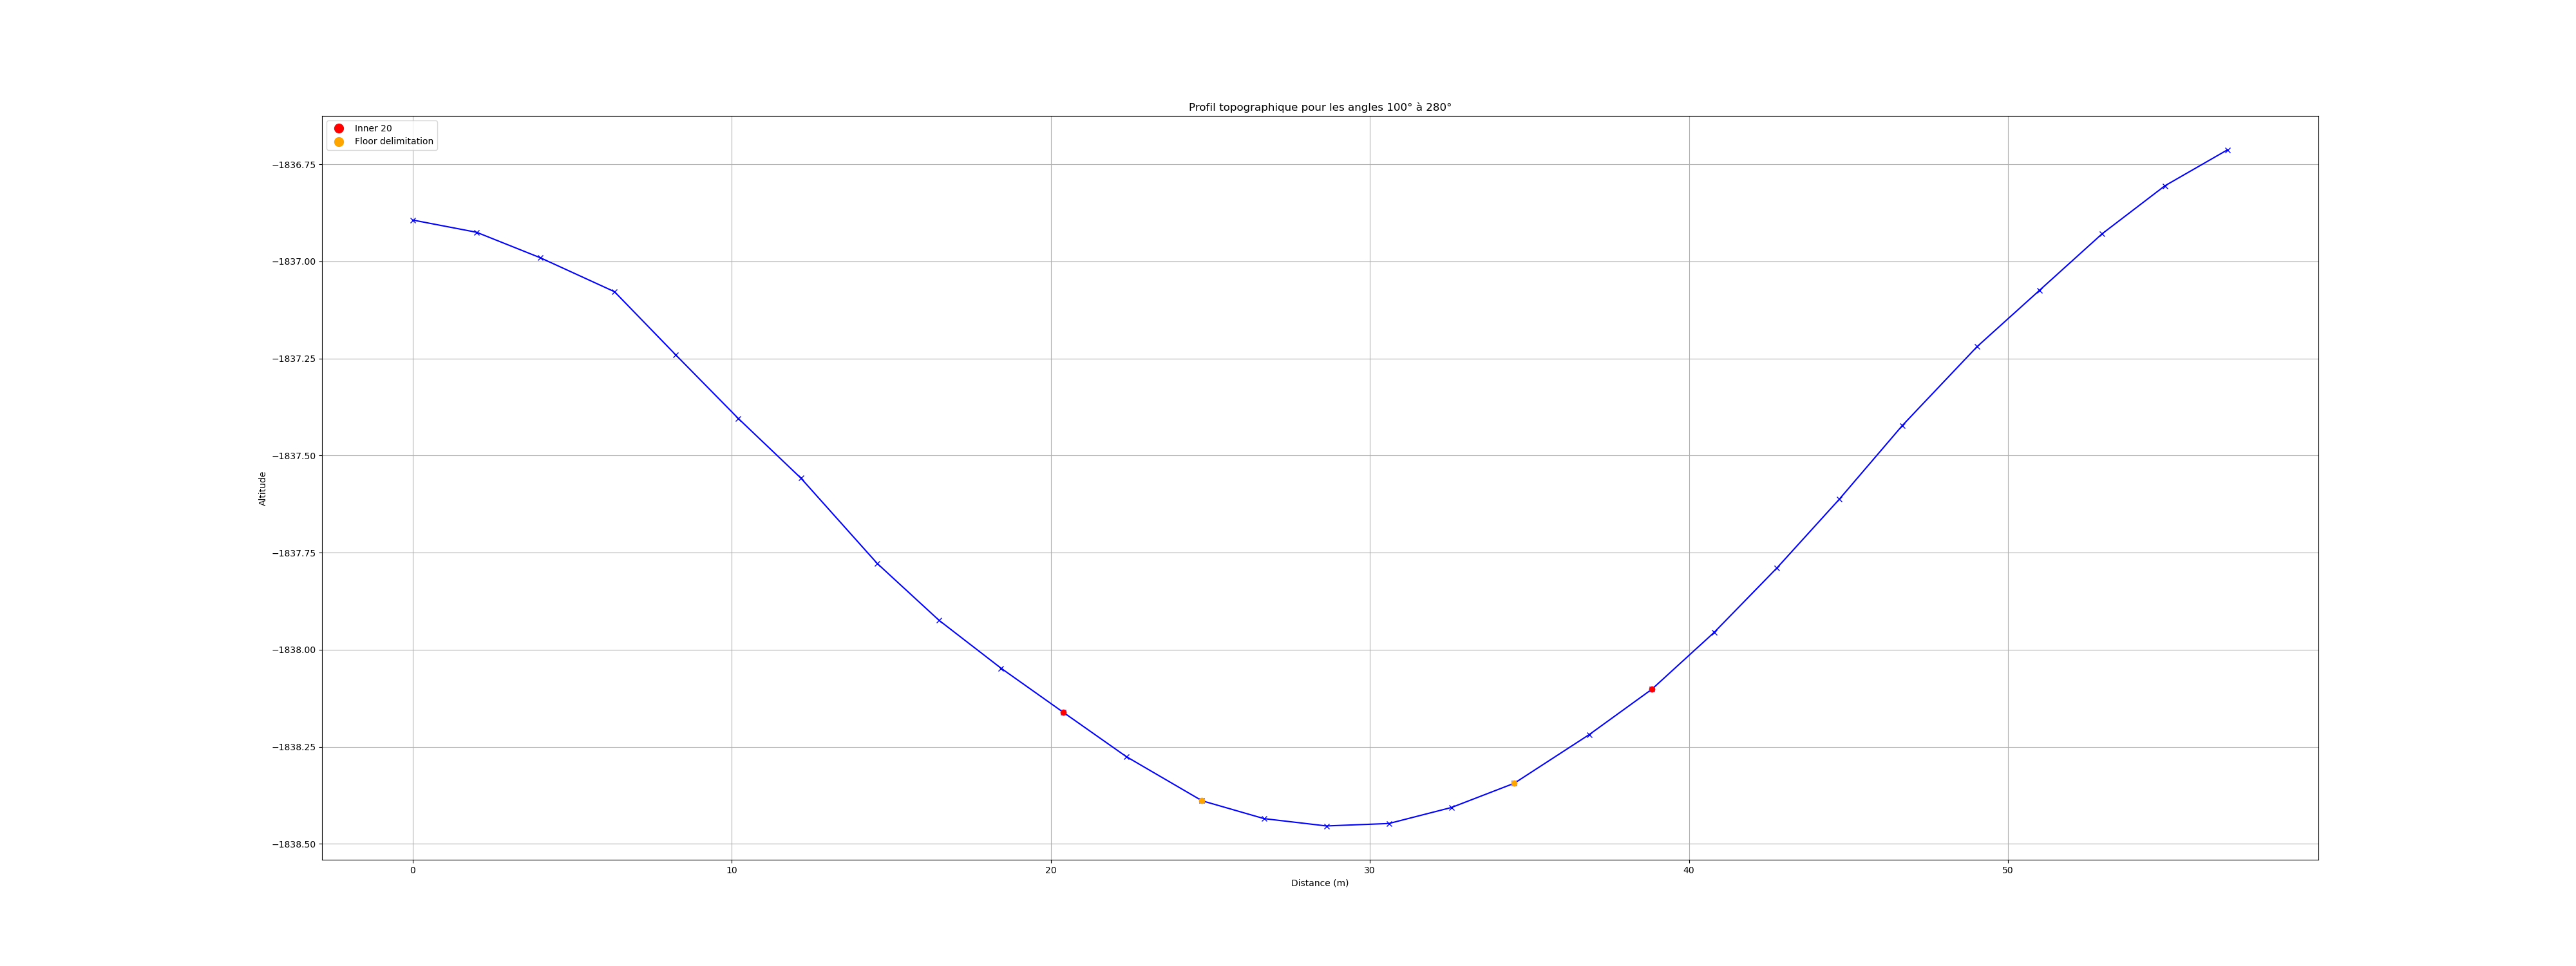 Profil topographique pour les angles 100° à 280°
Inner 20
Floor delimitation
−1836.75
−1837.00
−1837.25
−1837.50
−1837.75
−1838.00
−1838.25
−1838.50
Altitude
0 10 20 30 40 50
Distance (m)